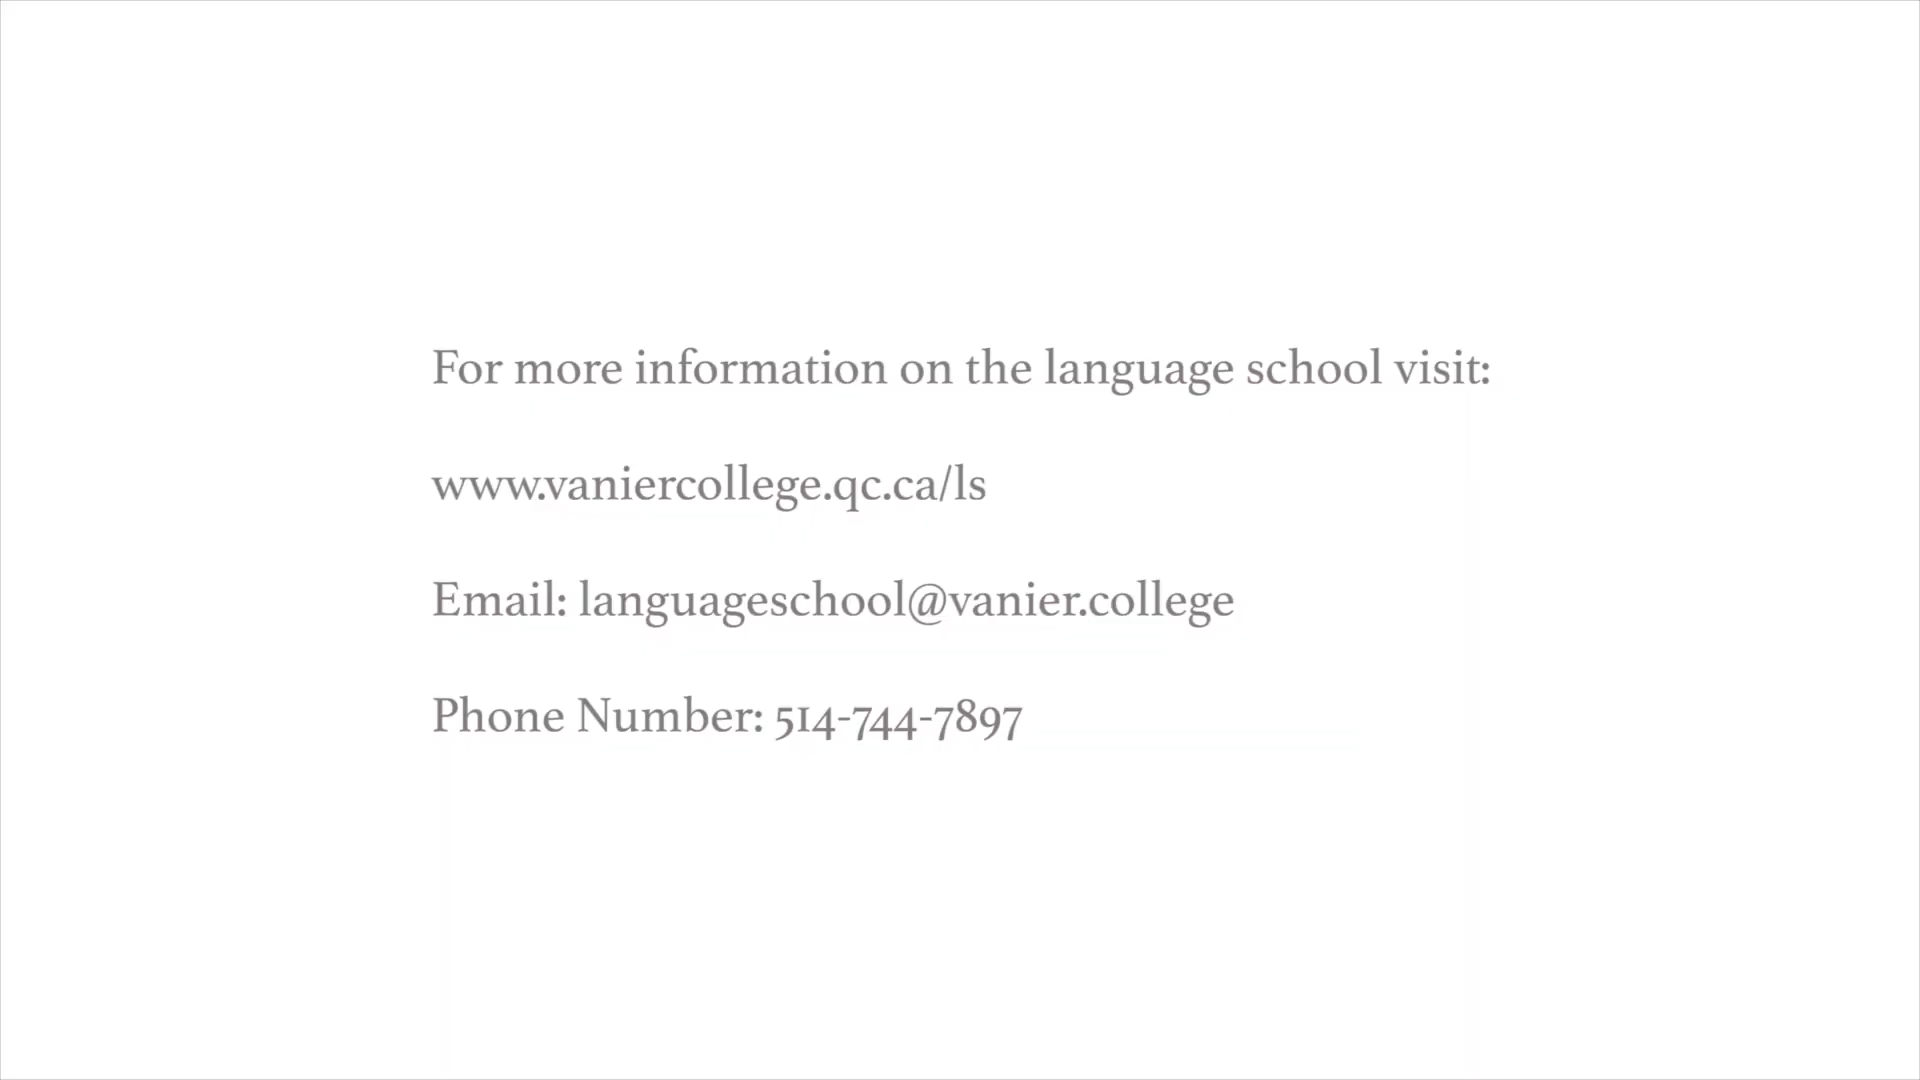 For more information on the language school visit:
www.vaniercollege.qc.ca/ls
Email: languageschool@vanier.college
Phone Number: 514-744-7897